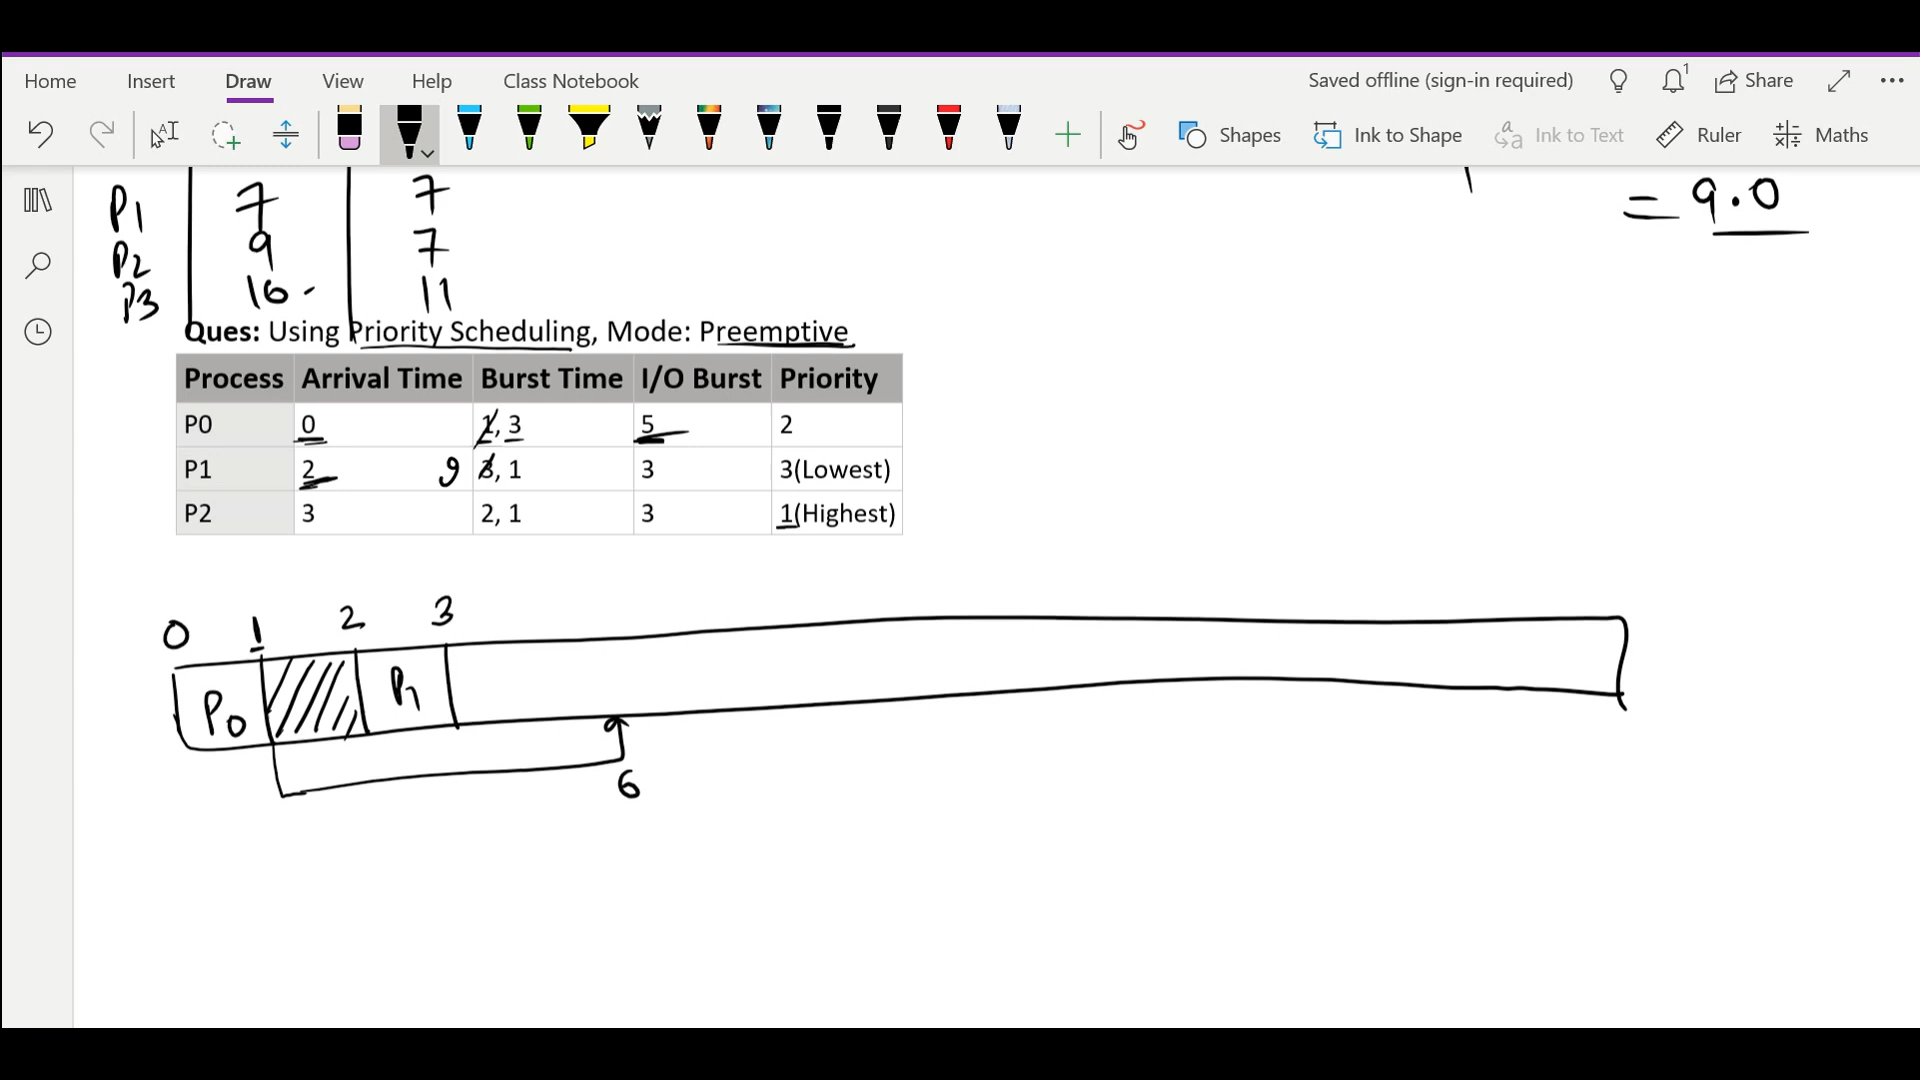 Home Insert Draw View Help Class Notebook Saved offline (sign-in required) 1 Share
Shapes Ink to Shape Ink to Text Ruler Maths
P1 7 7
= 9.0
P2 9 7
P3 16 11
Ques: Using Priority Scheduling, Mode: Preemptive
Process Arrival Time Burst Time I/O Burst Priority
P0 0 1, 3 5 2
P1 2 3, 1 3 3(Lowest)
P2 3 2, 1 3 1(Highest)
0 1 2 3
P0 P1
6